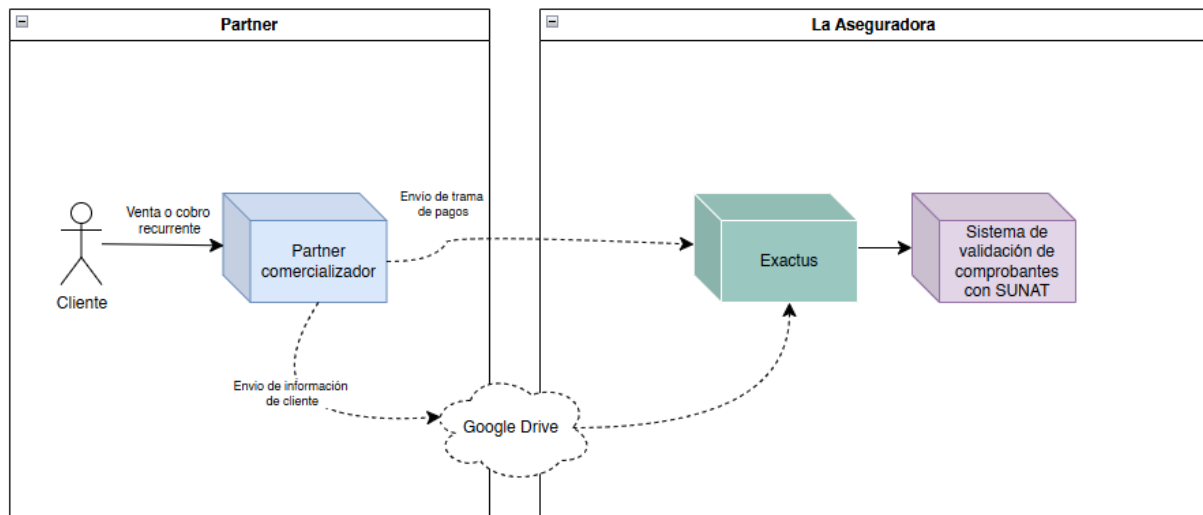 Partner
La Aseguradora
Venta o cobro
recurrente
Cliente
Partner
comercializador
Envío de trama
de pagos
Envio de información
de cliente
Google Drive
Exactus
Sistema de
validación de
comprobantes
con SUNAT